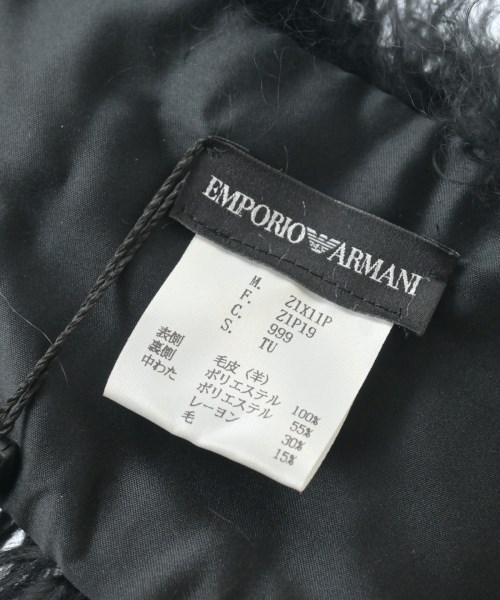 EMPORIO ARMANI
M. Z1X11P
F. Z1P19
C. 999
S. TU
表側 毛皮(羊) 100%
裏側 ポリエステル 55%
中わた ポリエステル 30%
レーヨン 15%
毛